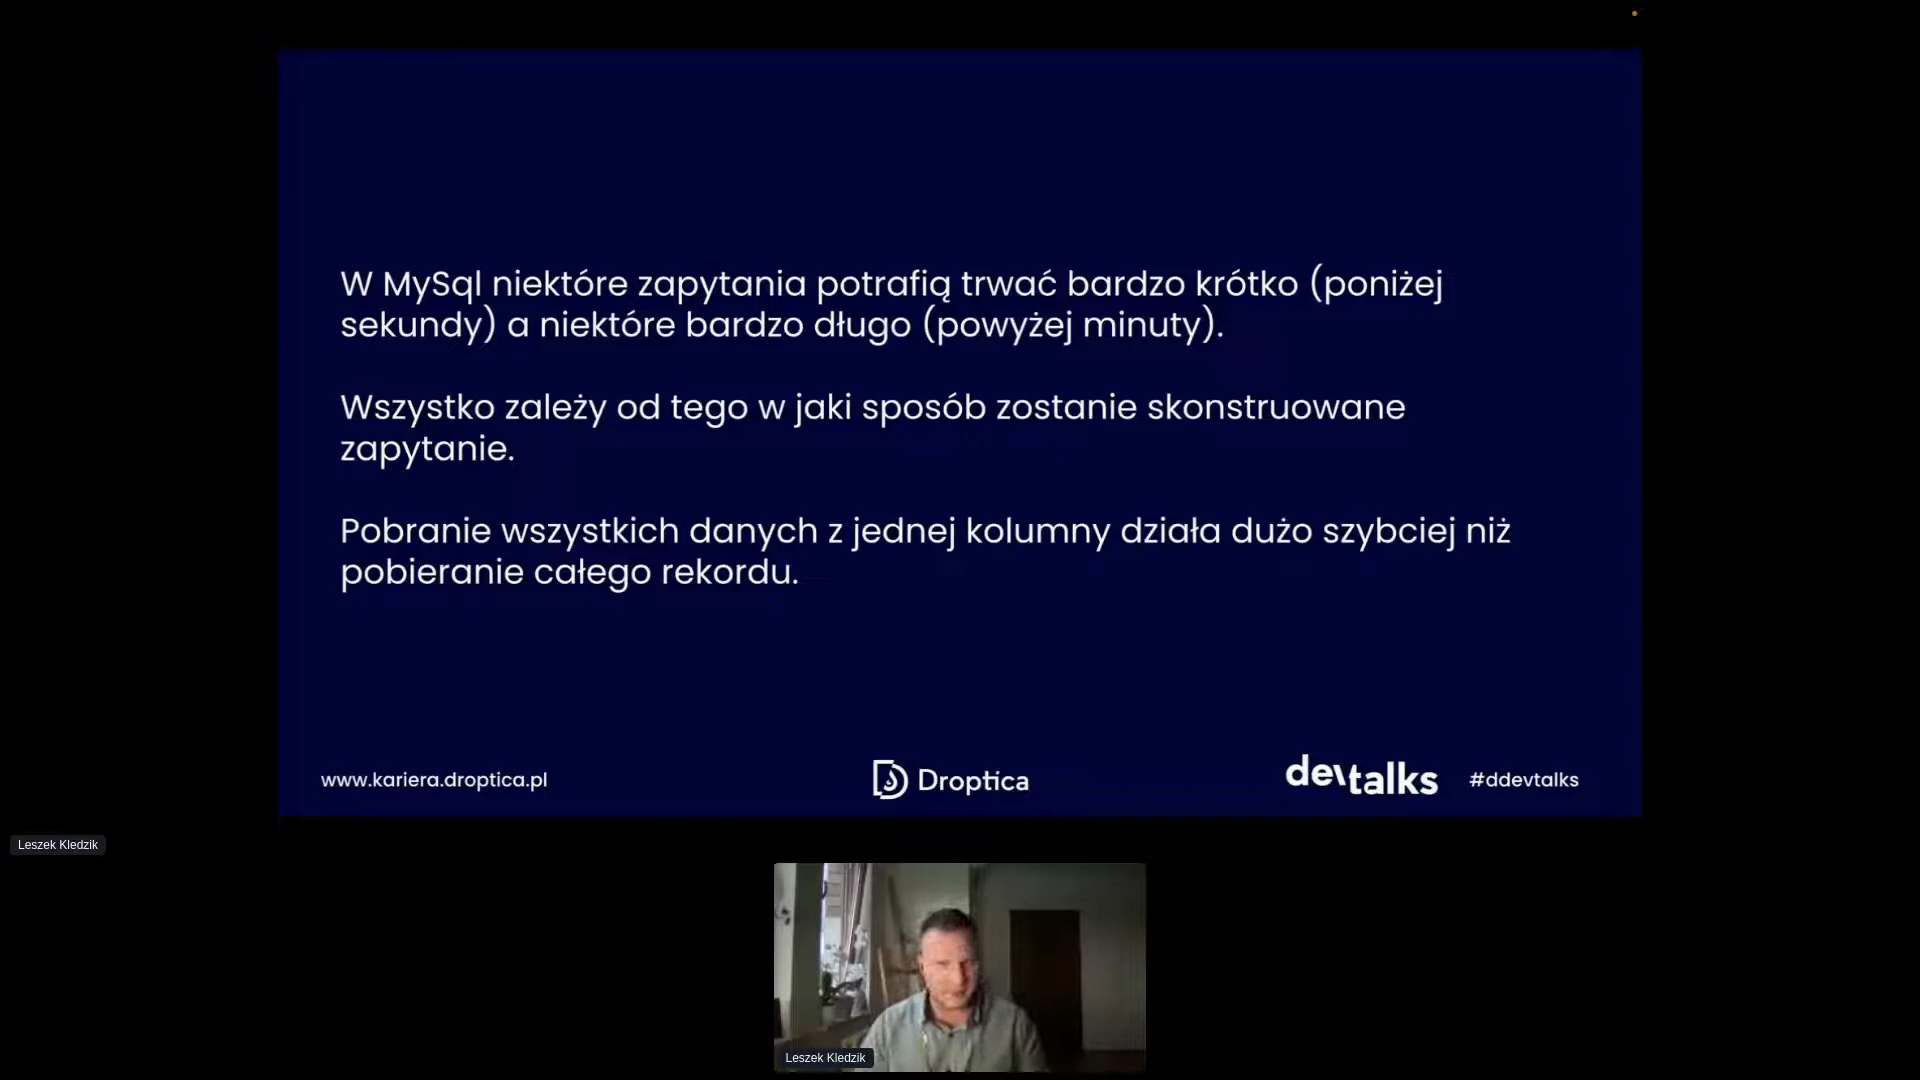 W MySql niektóre zapytania potrafią trwać bardzo krótko (poniżej
sekundy) a niektóre bardzo długo (powyżej minuty).
Wszystko zależy od tego w jaki sposób zostanie skonstruowane
zapytanie.
Pobranie wszystkich danych z jednej kolumny działa dużo szybciej niż
pobieranie całego rekordu.
www.kariera.droptica.pl
Droptica
devtalks
#ddevtalks
Leszek Kledzik
Leszek Kledzik